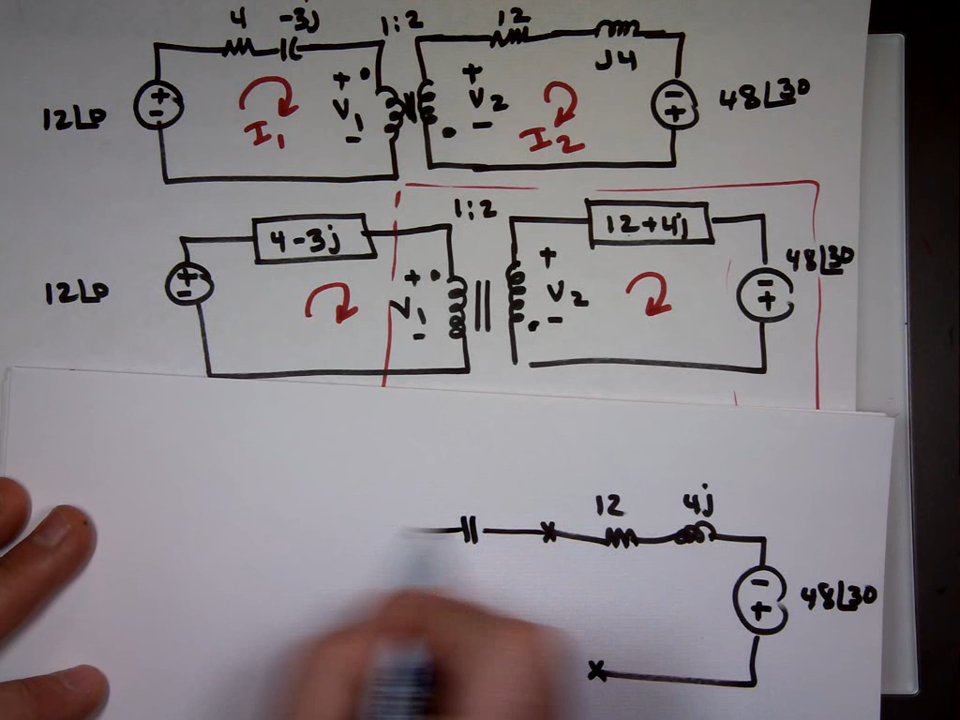 4 -3j 1:2 12 J4
12∠0 + - + V1 - + V2 - - + 48∠30
I1 I2
1:2
4-3j 12+4j
12∠0 + - + V1 - + V2 - - + 48∠30
12 4j
- + 48∠30